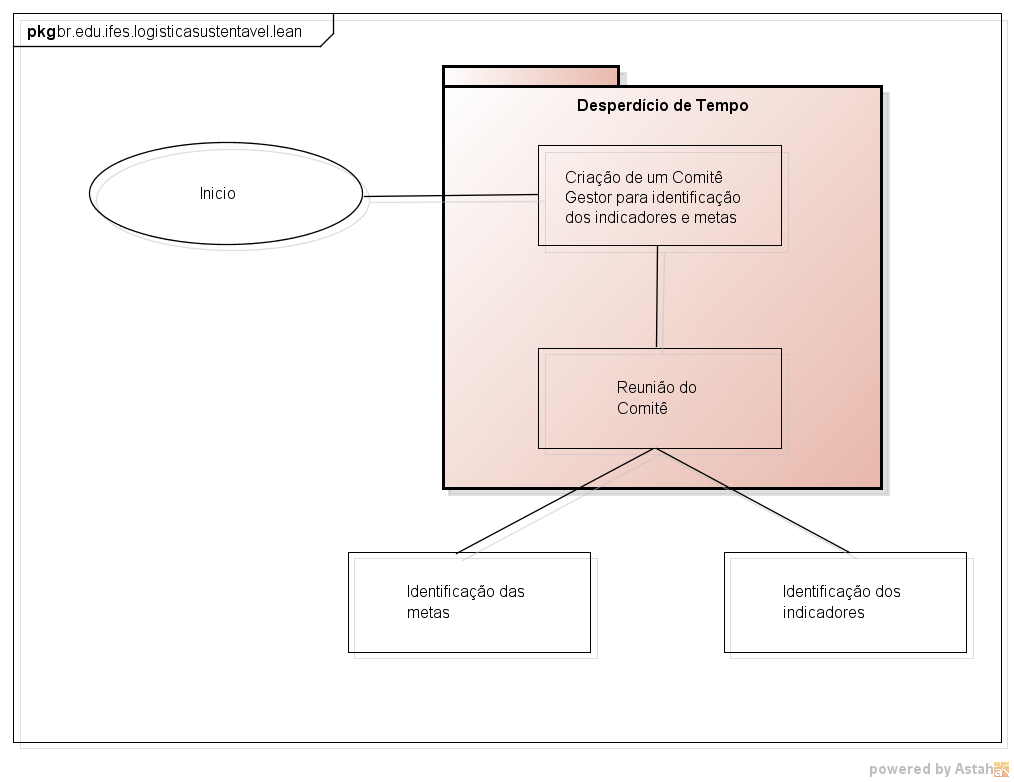 pkg br.edu.ifes.logisticasustentavel.lean
Desperdício de Tempo
Inicio
Criação de um Comitê
Gestor para identificação
dos indicadores e metas
Reunião do
Comitê
Identificação das
metas
Identificação dos
indicadores
powered by Astah